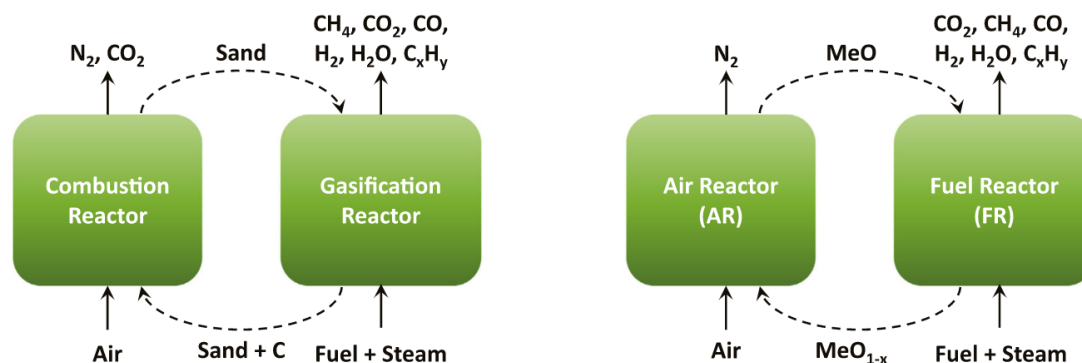 N₂, CO₂
Sand
CH₄, CO₂, CO,
H₂, H₂O, CₓHᵧ
Combustion
Reactor
Gasification
Reactor
Air
Sand + C
Fuel + Steam
N₂
MeO
CO₂, CH₄, CO,
H₂, H₂O, CₓHᵧ
Air Reactor
(AR)
Fuel Reactor
(FR)
Air
MeO₁₋ₓ
Fuel + Steam